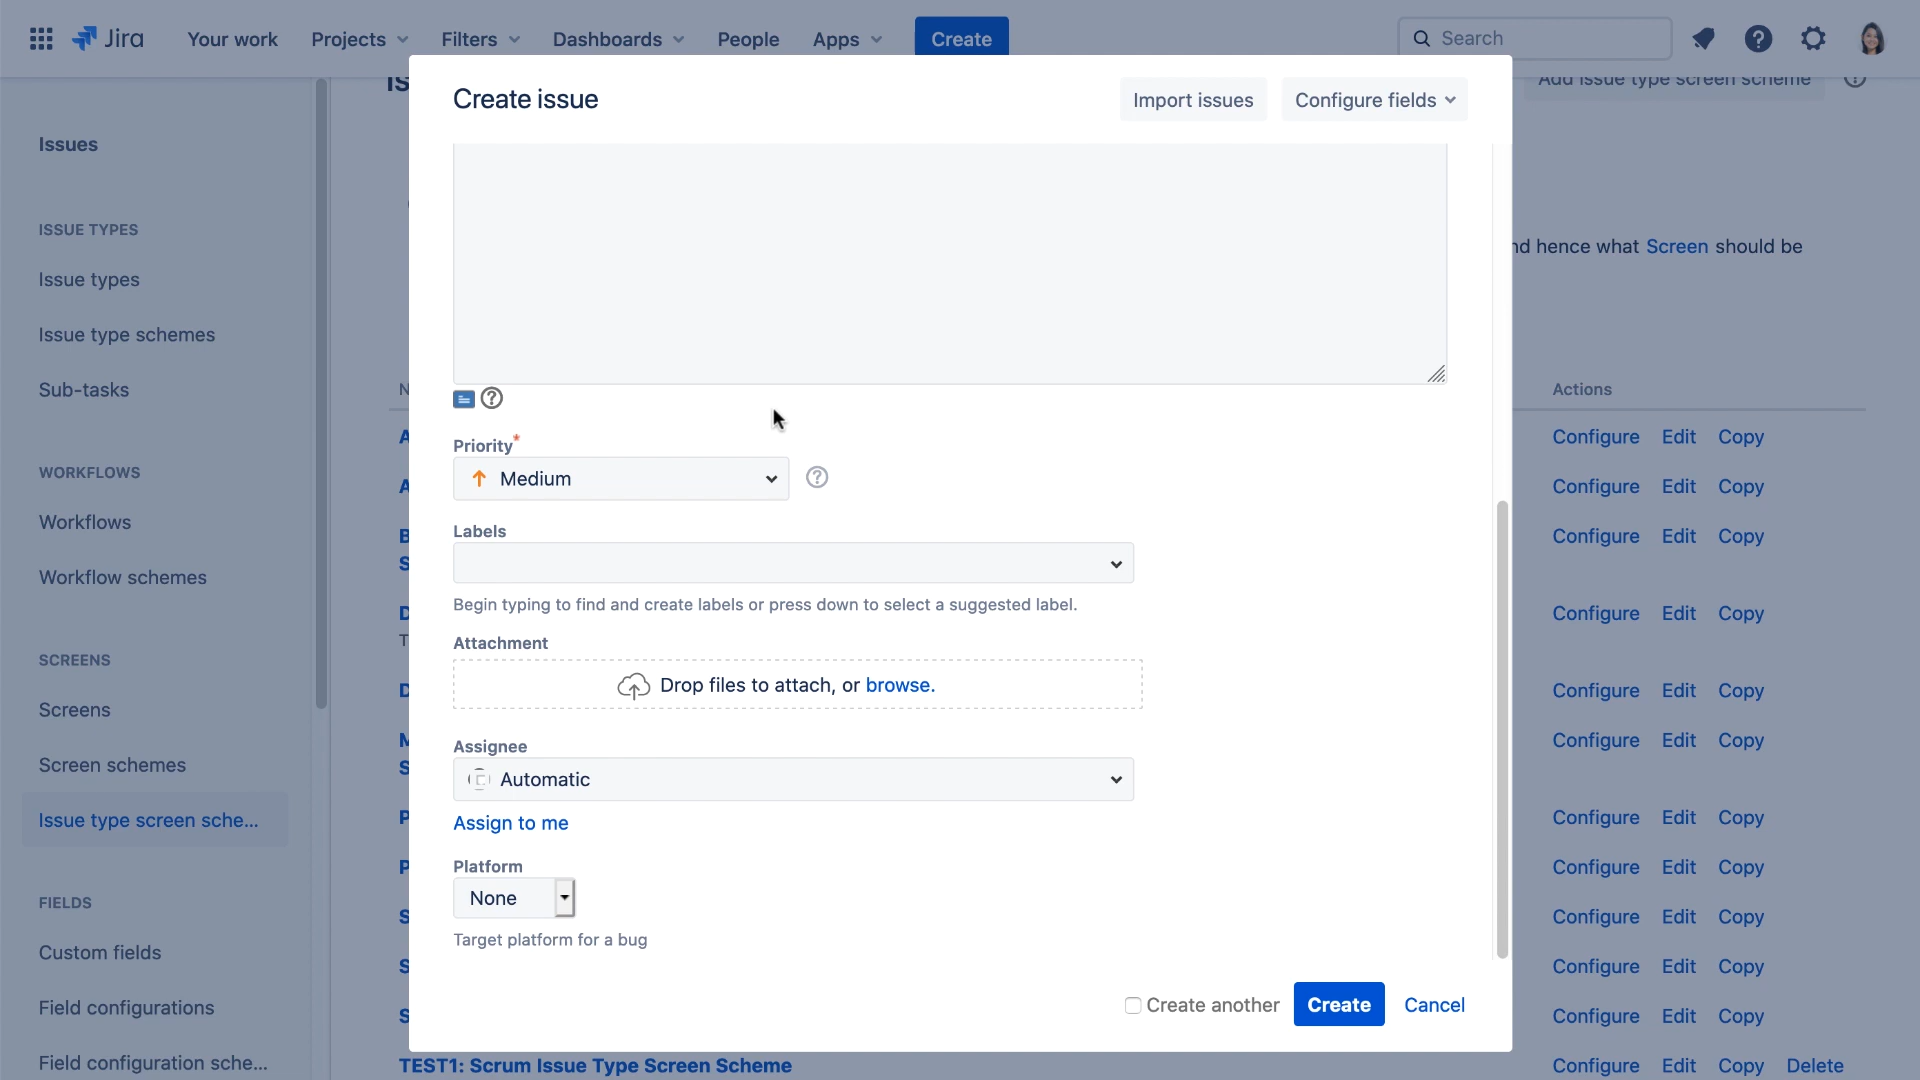 Jira
Your work
Projects
Filters
Dashboards
People
Apps
Create
Search
Add issue type screen scheme
Issues
ISSUE TYPES
Issue types
Issue type schemes
Sub-tasks
WORKFLOWS
Workflows
Workflow schemes
SCREENS
Screens
Screen schemes
Issue type screen sche...
FIELDS
Custom fields
Field configurations
Field configuration sche...
Create issue
Import issues
Configure fields
Priority*
Medium
Labels
Begin typing to find and create labels or press down to select a suggested label.
Attachment
Drop files to attach, or browse.
Assignee
Automatic
Assign to me
Platform
None
Target platform for a bug
Create another
Create
Cancel
hence what Screen should be
Actions
Configure Edit Copy
Configure Edit Copy
Configure Edit Copy
Configure Edit Copy
Configure Edit Copy
Configure Edit Copy
Configure Edit Copy
Configure Edit Copy
Configure Edit Copy
Configure Edit Copy
Configure Edit Copy
TEST1: Scrum Issue Type Screen Scheme
Configure Edit Copy Delete